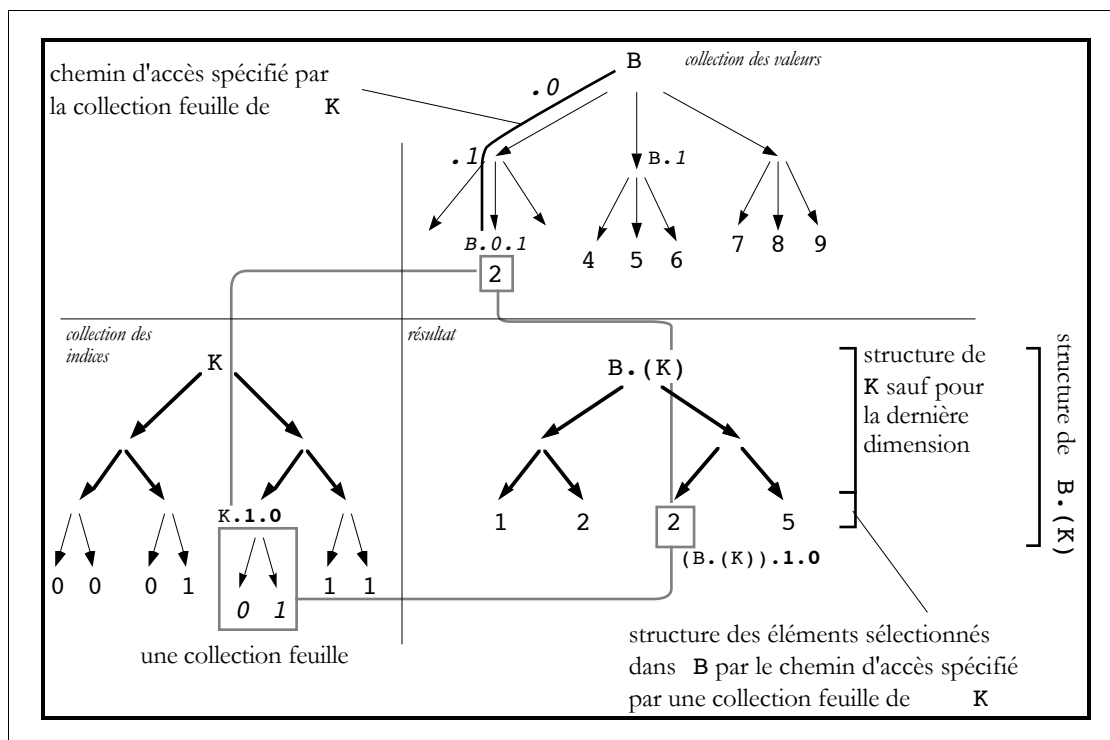 B
collection des valeurs
chemin d'accès spécifié par
la collection feuille de K
.0
.1
B.1
B.0.1
4 5 6
7 8 9
2
collection des
indices
résultat
K
B.(K)
structure de
K sauf pour
la dernière
dimension
structure de B.(K)
K.1.0
1 2 2 5
(B.(K)).1.0
0 0 0 1 0 1 1 1
une collection feuille
structure des éléments sélectionnés
dans B par le chemin d'accès spécifié
par une collection feuille de K